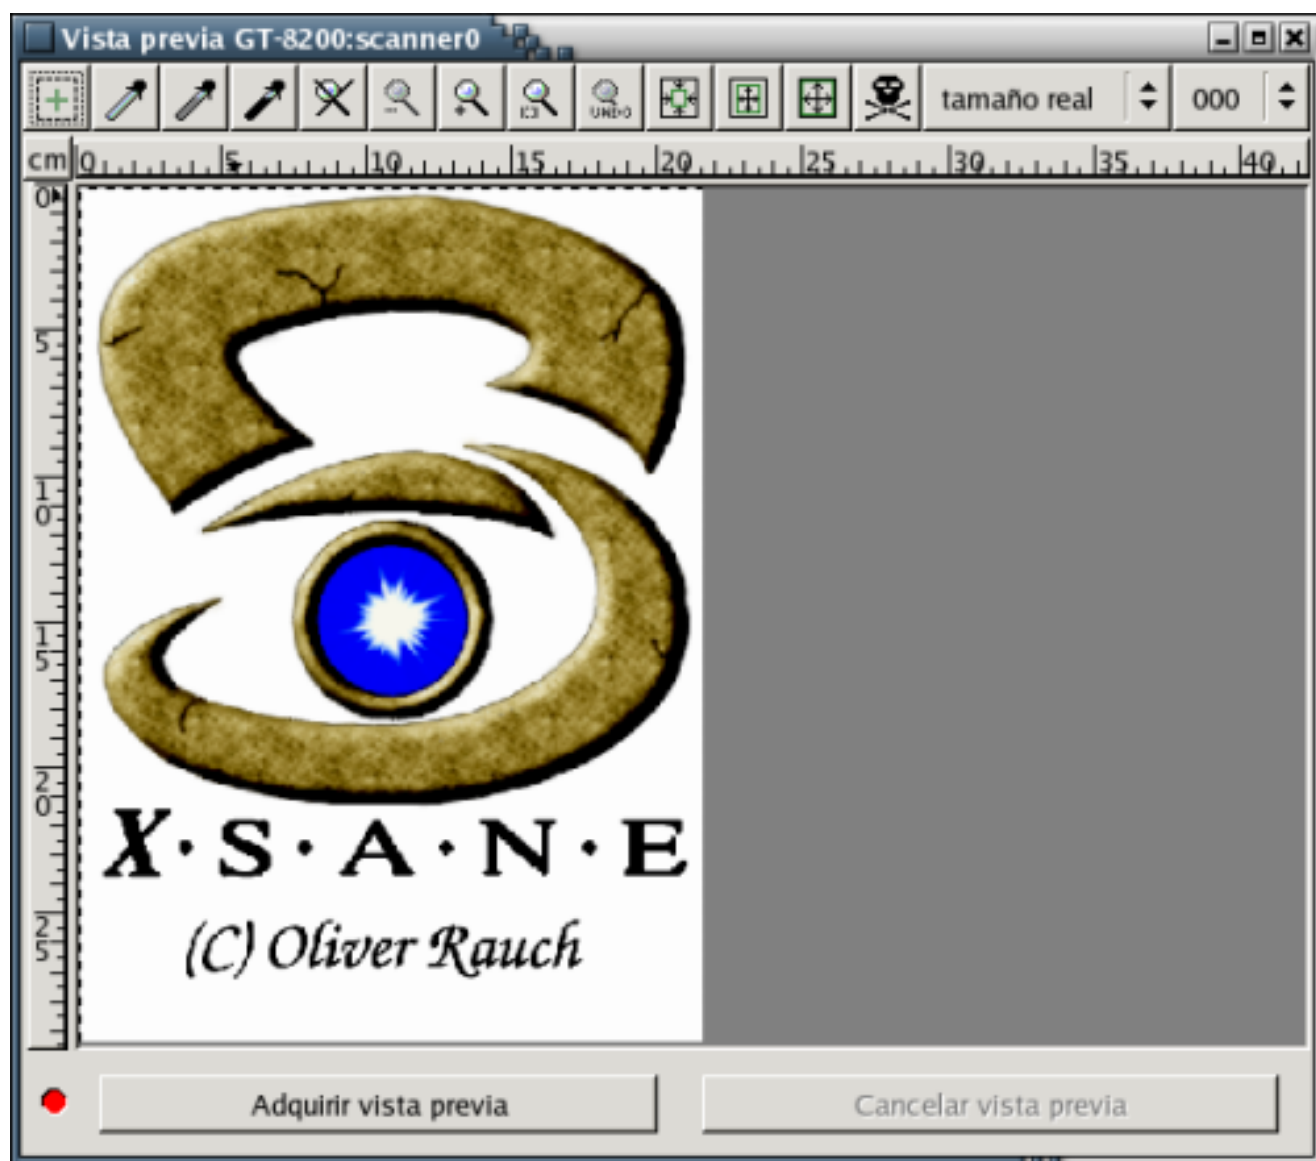 Vista previa GT-8200:scanner0
UNDO
tamaño real
000
cm
0 5 10 15 20 25 30 35 40
0
5
10
15
20
25
X·S·A·N·E
(C) Oliver Rauch
Adquirir vista previa
Cancelar vista previa